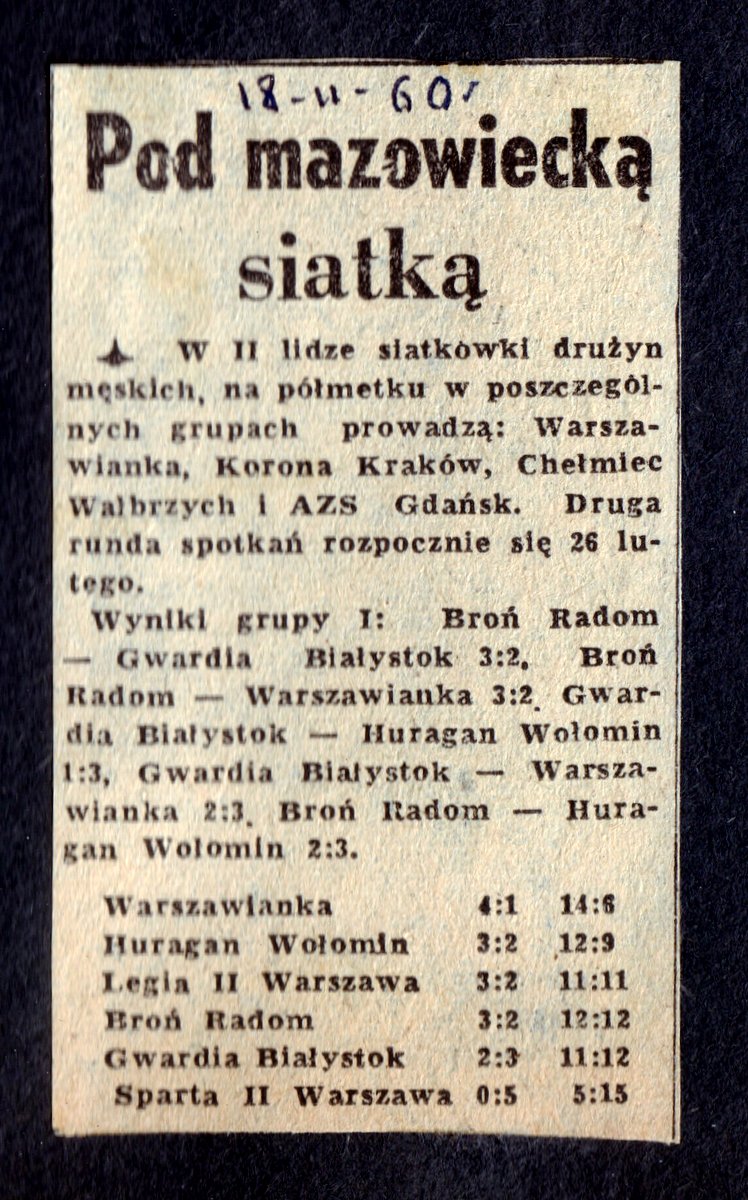 18-II-60r
Pod mazowiecką
siatką
W II lidze siatkówki drużyn
męskich, na półmetku w poszczegól-
nych grupach prowadzą: Warsza-
wianka, Korona Kraków, Chełmiec
Wałbrzych i AZS Gdańsk. Druga
runda spotkań rozpocznie się 26 lu-
tego.
Wyniki grupy I: Broń Radom
— Gwardia Białystok 3:2, Broń
Radom — Warszawianka 3:2, Gwar-
dia Białystok — Huragan Wołomin
1:3, Gwardia Białystok — Warsza-
wianka 2:3, Broń Radom — Hura-
gan Wołomin 2:3.
Warszawianka 4:1 14:6
Huragan Wołomin 3:2 12:9
Legia II Warszawa 3:2 11:11
Broń Radom 3:2 12:12
Gwardia Białystok 2:3 11:12
Sparta II Warszawa 0:5 5:15